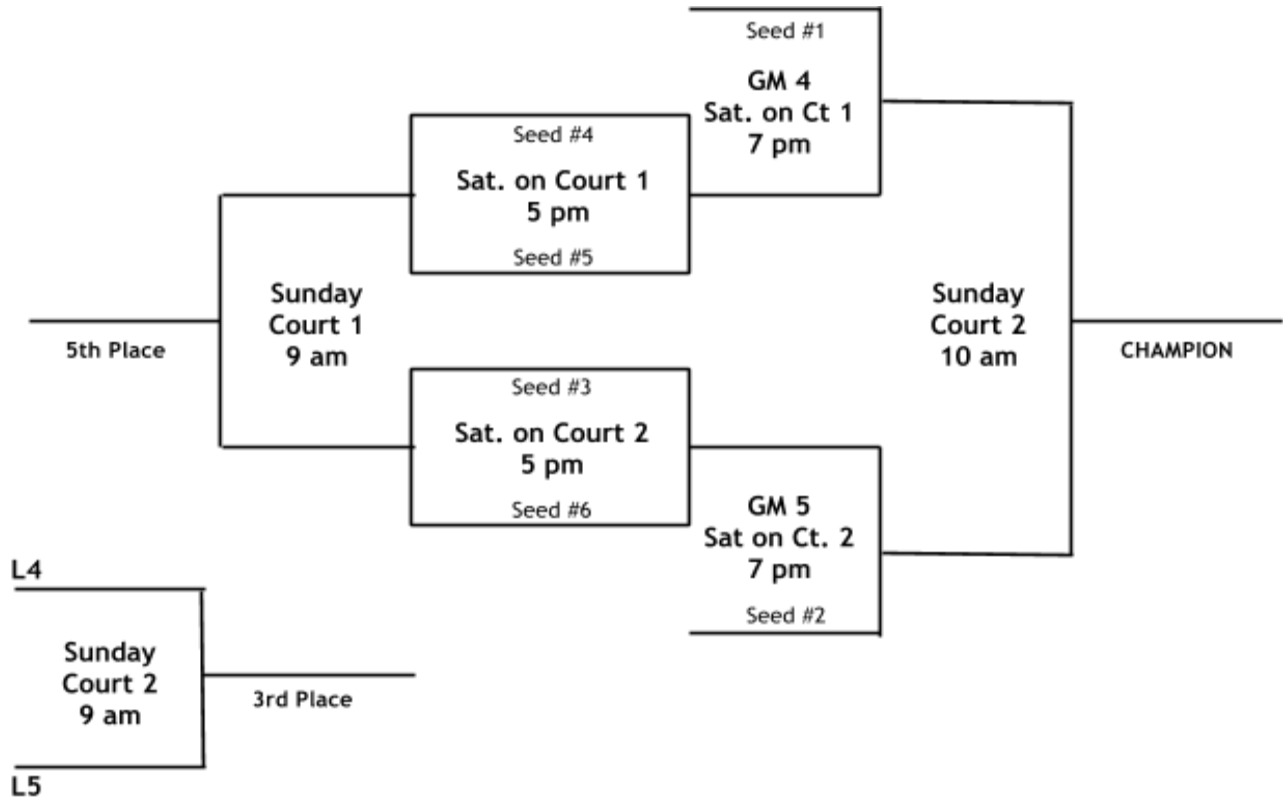 Seed #1
GM 4
Sat. on Ct 1
7 pm
Seed #4
Sat. on Court 1
5 pm
Seed #5
Sunday
Court 1
9 am
5th Place
Sunday
Court 2
10 am
CHAMPION
Seed #3
Sat. on Court 2
5 pm
Seed #6
GM 5
Sat on Ct. 2
7 pm
Seed #2
L4
Sunday
Court 2
9 am
3rd Place
L5